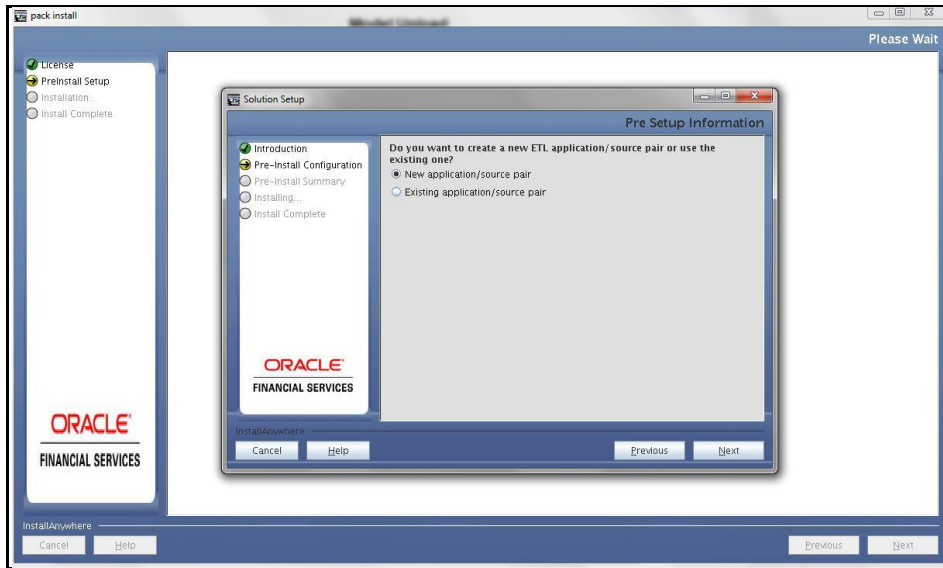 Model Upload
pack install
Please Wait
License
PreInstall Setup
Installation...
Install Complete
Solution Setup
Pre Setup Information
Introduction
Pre-Install Configuration
Pre-Install Summary
Installing...
Install Complete
Do you want to create a new ETL application/source pair or use the
existing one?
New application/source pair
Existing application/source pair
ORACLE
FINANCIAL SERVICES
InstallAnywhere
Cancel Help Previous Next
ORACLE
FINANCIAL SERVICES
InstallAnywhere
Cancel Help Previous Next